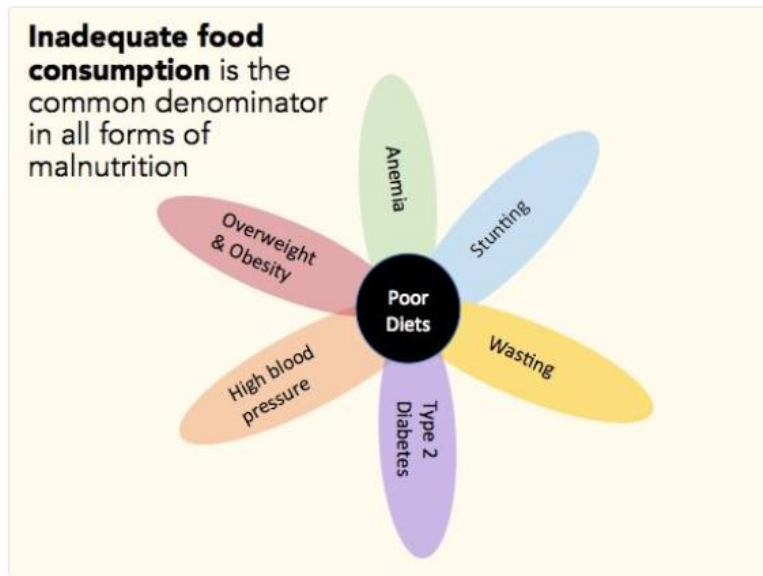 Inadequate food
consumption is the
common denominator
in all forms of
malnutrition
Anemia
Stunting
Overweight
& Obesity
Poor
Diets
Wasting
High blood
pressure
Type 2
Diabetes